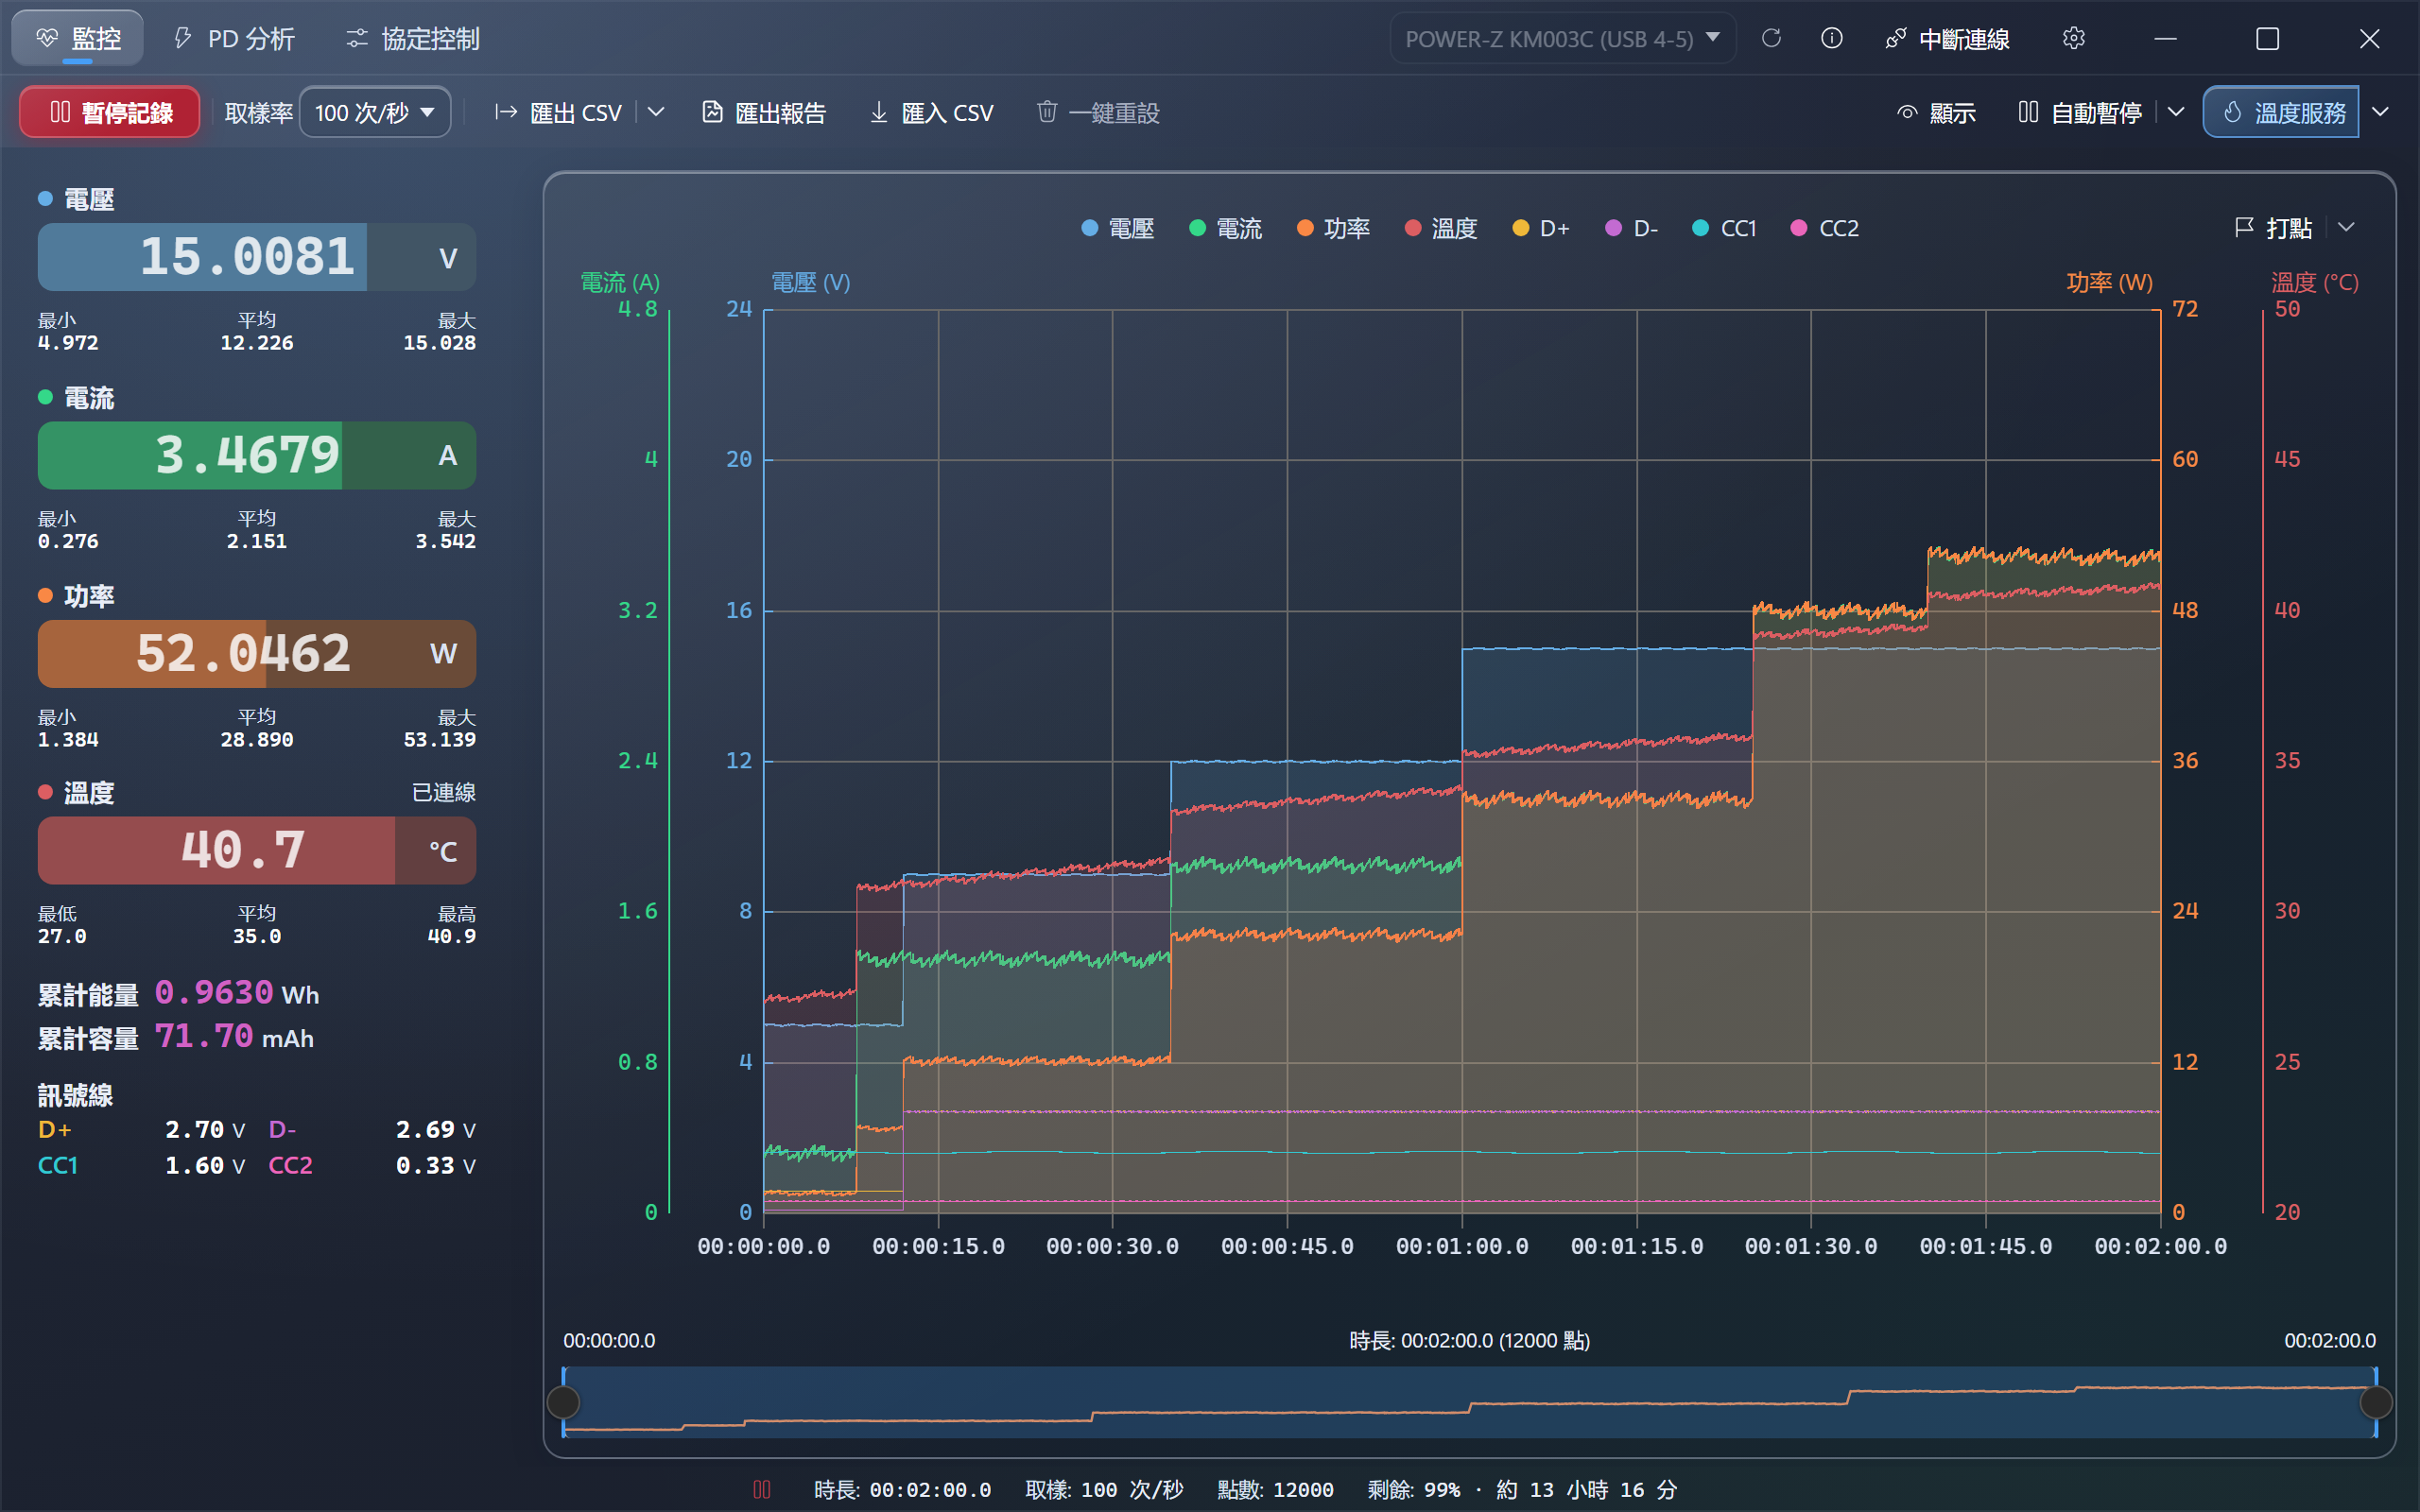 監控 PD 分析 協定控制 POWER-Z KM003C (USB 4-5) 中斷連線
暫停記錄 取樣率 100 次/秒 匯出 CSV 匯出報告 匯入 CSV 一鍵重設 顯示 自動暫停 溫度服務
電壓
15.0081 V
最小 平均 最大
4.972 12.226 15.028
電流
3.4679 A
最小 平均 最大
0.276 2.151 3.542
功率
52.0462 W
最小 平均 最大
1.384 28.890 53.139
溫度 已連線
40.7 °C
最低 平均 最高
27.0 35.0 40.9
累計能量 0.9630 Wh
累計容量 71.70 mAh
訊號線
D+ 2.70 V D- 2.69 V
CC1 1.60 V CC2 0.33 V
電壓 電流 功率 溫度 D+ D- CC1 CC2 打點
電流 (A) 電壓 (V) 功率 (W) 溫度 (°C)
4.8 24 72 50
4 20 60 45
3.2 16 48 40
2.4 12 36 35
1.6 8 24 30
0.8 4 12 25
0 0 0 20
00:00:00.0 00:00:15.0 00:00:30.0 00:00:45.0 00:01:00.0 00:01:15.0 00:01:30.0 00:01:45.0 00:02:00.0
00:00:00.0 時長: 00:02:00.0 (12000 點) 00:02:00.0
時長: 00:02:00.0 取樣: 100 次/秒 點數: 12000 剩餘: 99% · 約 13 小時 16 分